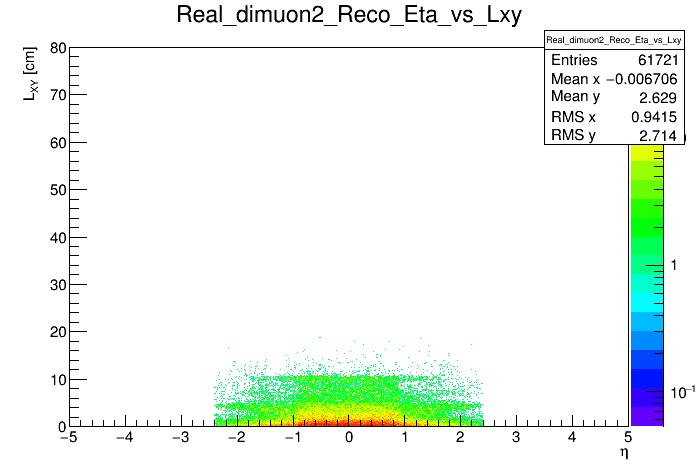 Real_dimuon2_Reco_Eta_vs_Lxy
Real_dimuon2_Reco_Eta_vs_Lxy
Entries 61721
Mean x −0.006706
Mean y 2.629
RMS x 0.9415
RMS y 2.714
L_XY [cm]
80
70
60
50
40
30
20
10
0
−5 −4 −3 −2 −1 0 1 2 3 4 5
η
1
10⁻¹